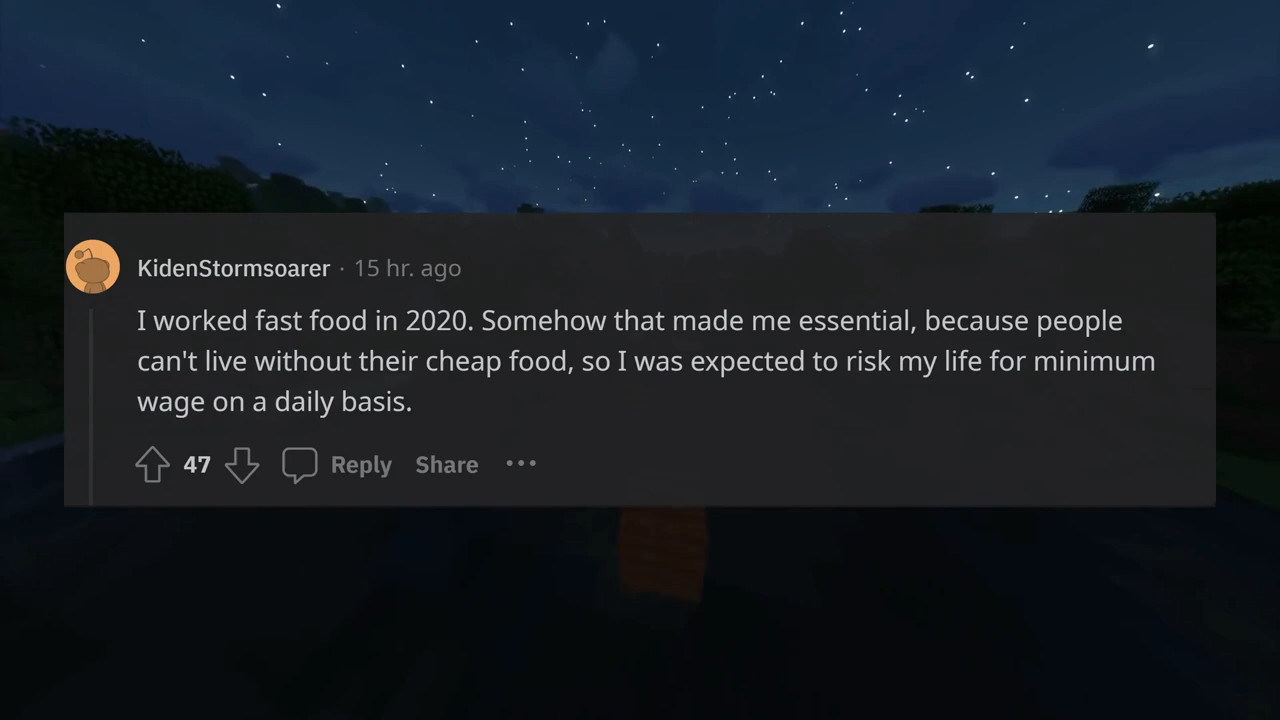 KidenStormsoarer · 15 hr. ago
I worked fast food in 2020. Somehow that made me essential, because people
can't live without their cheap food, so I was expected to risk my life for minimum
wage on a daily basis.
47 Reply Share ···